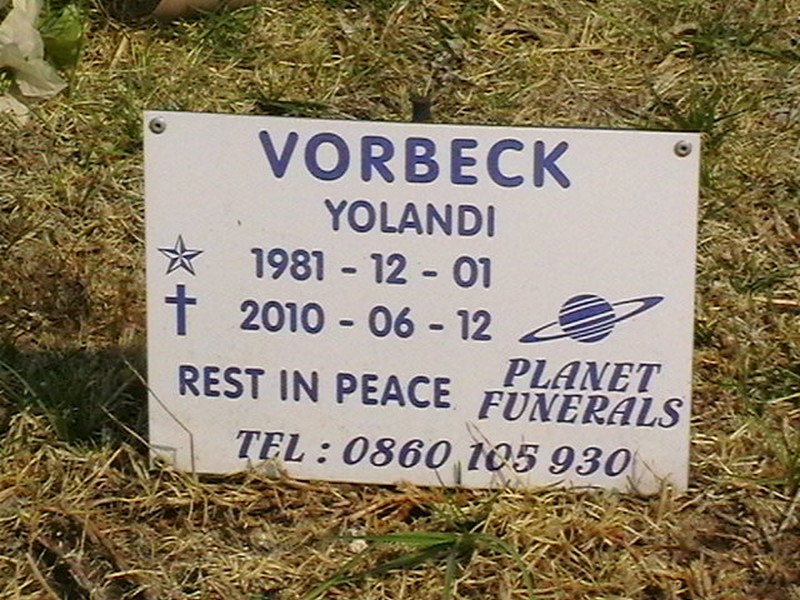 VORBECK
YOLANDI
1981 - 12 - 01
2010 - 06 - 12
REST IN PEACE
PLANET
FUNERALS
TEL : 0860 105 930